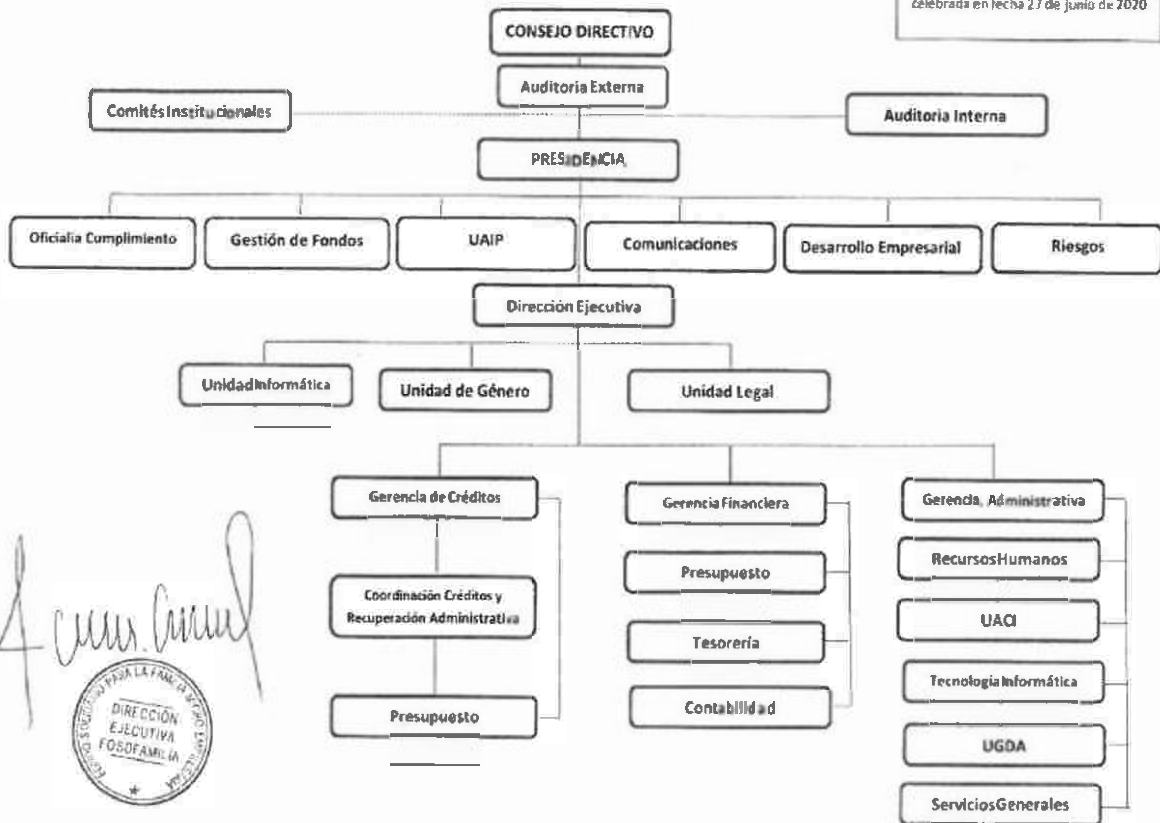 celebrada en fecha 27 de junio de 2020
CONSEJO DIRECTIVO
Auditoria Externa
Comités Institucionales
Auditoria Interna
PRESIDENCIA
Oficialia Cumplimiento
Gestión de Fondos
UAIP
Comunicaciones
Desarrollo Empresarial
Riesgos
Dirección Ejecutiva
Unidad Informática
Unidad de Género
Unidad Legal
Gerencia de Créditos
Gerencia Financiera
Gerencia Administrativa
Recursos Humanos
Presupuesto
Coordinación Créditos y
Recuperación Administrativa
UACI
Tesorería
Tecnología Informática
Presupuesto
Contabilidad
UGDA
Servicios Generales
PARA LA FAMILIA
DIRECCIÓN
EJECUTIVA
FOSOFAMILIA